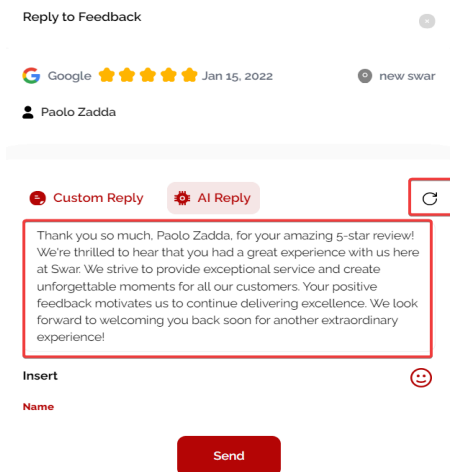 Reply to Feedback
Google Jan 15, 2022 new swar
Paolo Zadda
Custom Reply AI Reply
Thank you so much, Paolo Zadda, for your amazing 5-star review!
We're thrilled to hear that you had a great experience with us here
at Swar. We strive to provide exceptional service and create
unforgettable moments for all our customers. Your positive
feedback motivates us to continue delivering excellence. We look
forward to welcoming you back soon for another extraordinary
experience!
Insert
Name
Send